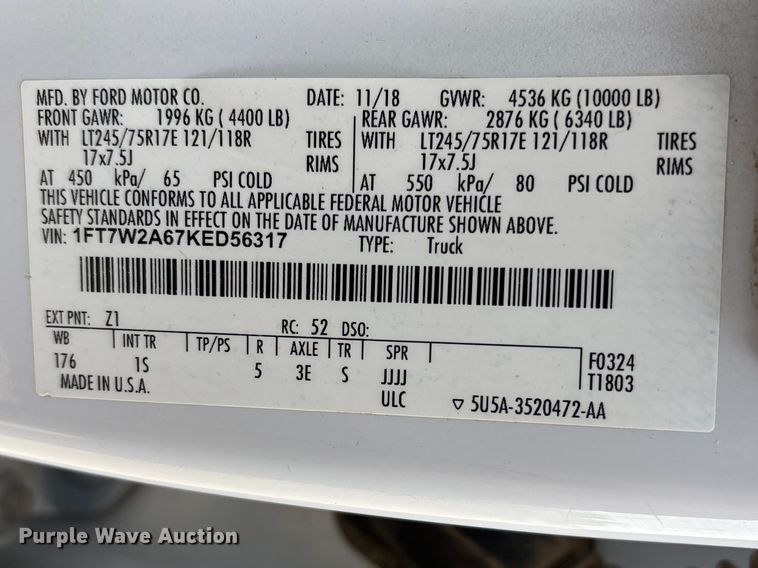 MFD. BY FORD MOTOR CO. DATE: 11/18 GVWR: 4536 KG (10000 LB)
FRONT GAWR: 1996 KG ( 4400 LB) REAR GAWR: 2876 KG ( 6340 LB)
WITH LT245/75R17E 121/118R TIRES WITH LT245/75R17E 121/118R TIRES
17x7.5J RIMS 17x7.5J RIMS
AT 450 kPa/ 65 PSI COLD AT 550 kPa/ 80 PSI COLD
THIS VEHICLE CONFORMS TO ALL APPLICABLE FEDERAL MOTOR VEHICLE
SAFETY STANDARDS IN EFFECT ON THE DATE OF MANUFACTURE SHOWN ABOVE.
VIN: 1FT7W2A67KED56317 TYPE: Truck
EXT PNT: Z1 RC: 52 DSO:
WB INT TR TP/PS R AXLE TR SPR F0324
176 1S 5 3E S JJJJ T1803
MADE IN U.S.A. ULC ▽ 5U5A-3520472-AA
Purple Wave Auction